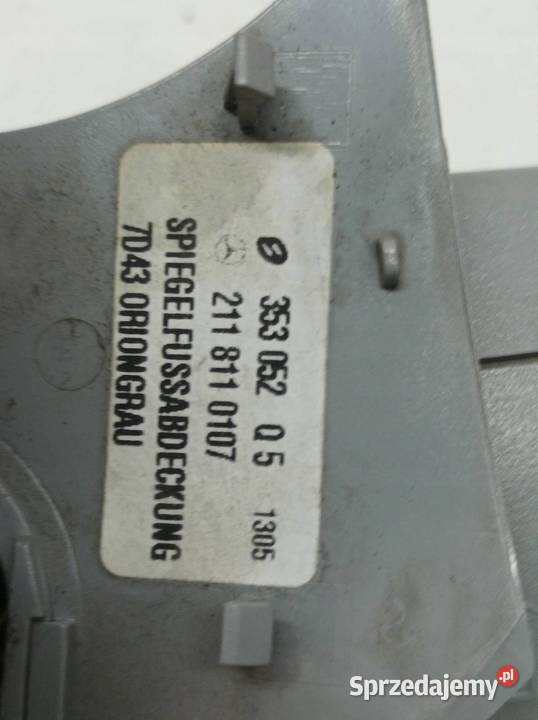 353 052 Q 5 1305
211 811 0107
SPIEGELFUSSABDECKUNG
7D43 ORIONGRAU
Sprzedajemy.pl